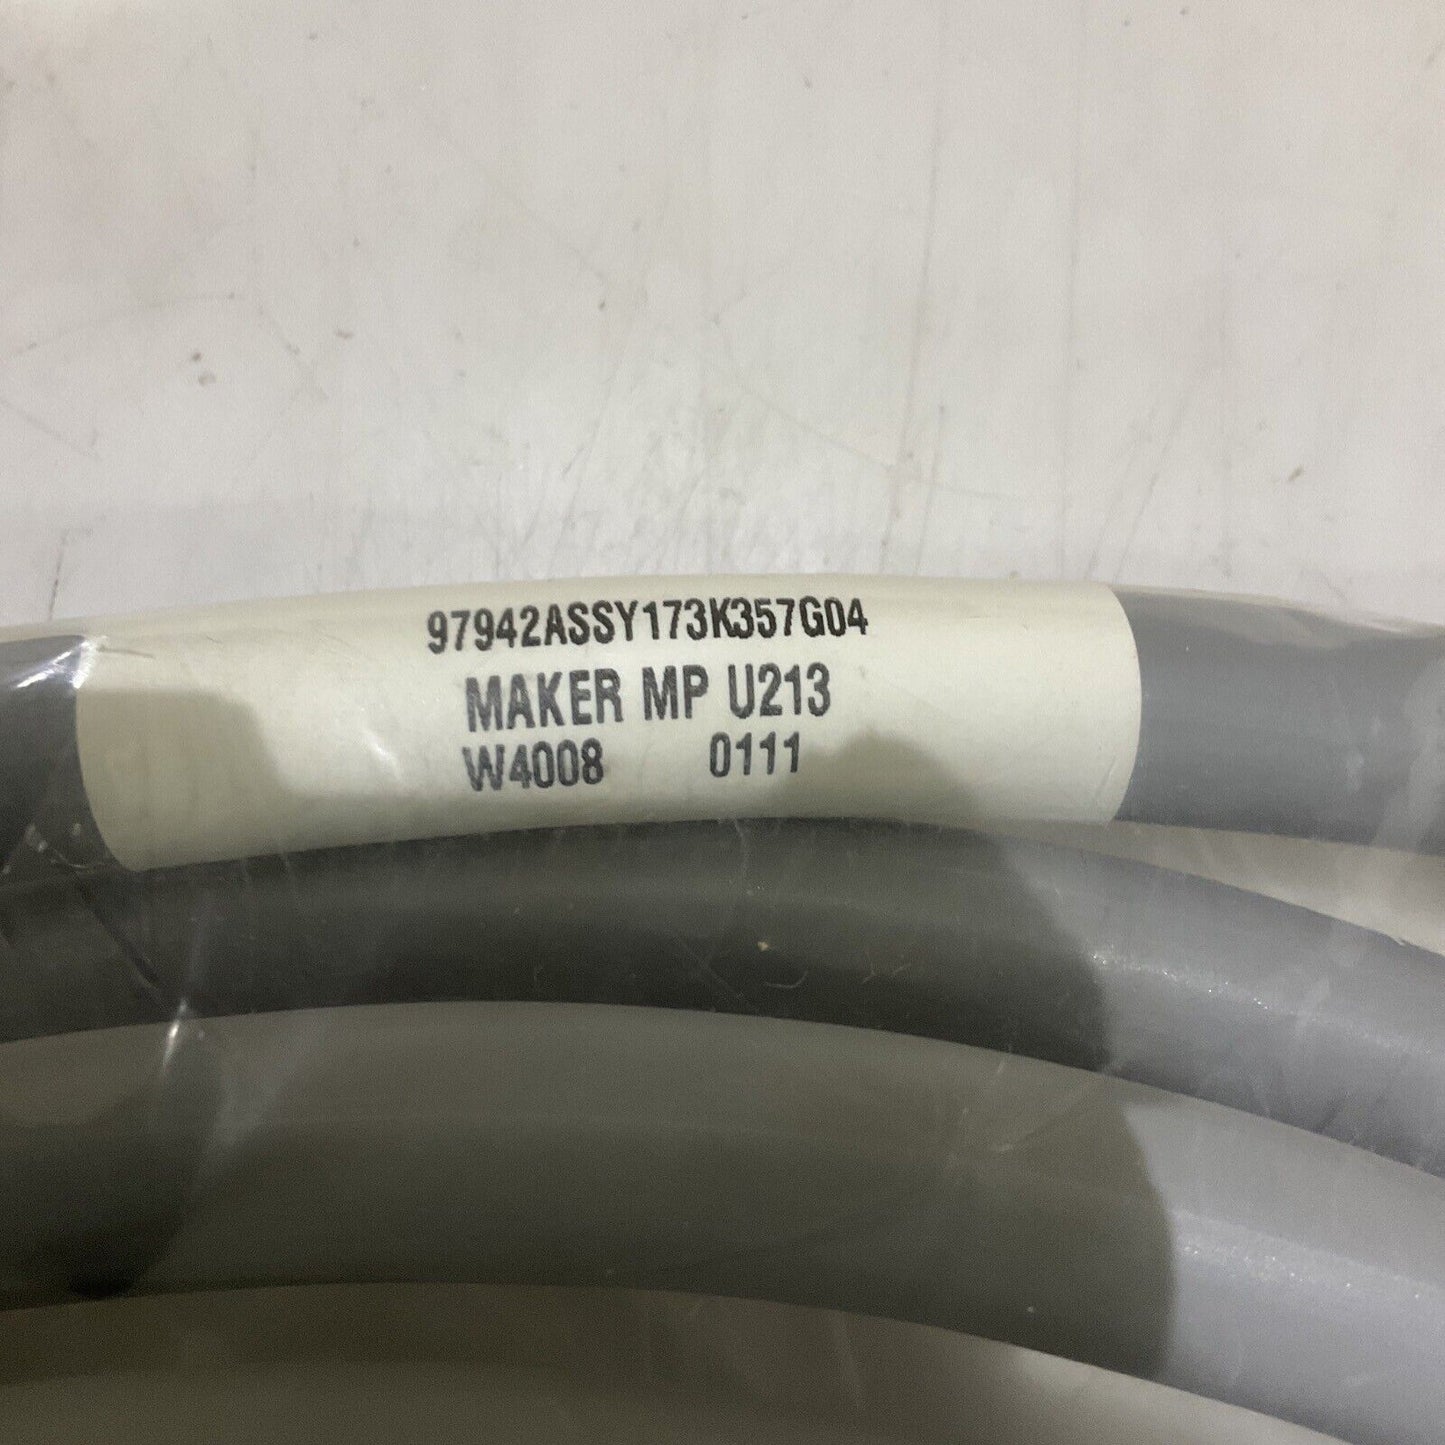 97942ASSY173K357G04
MAKER MP U213
W4008 0111